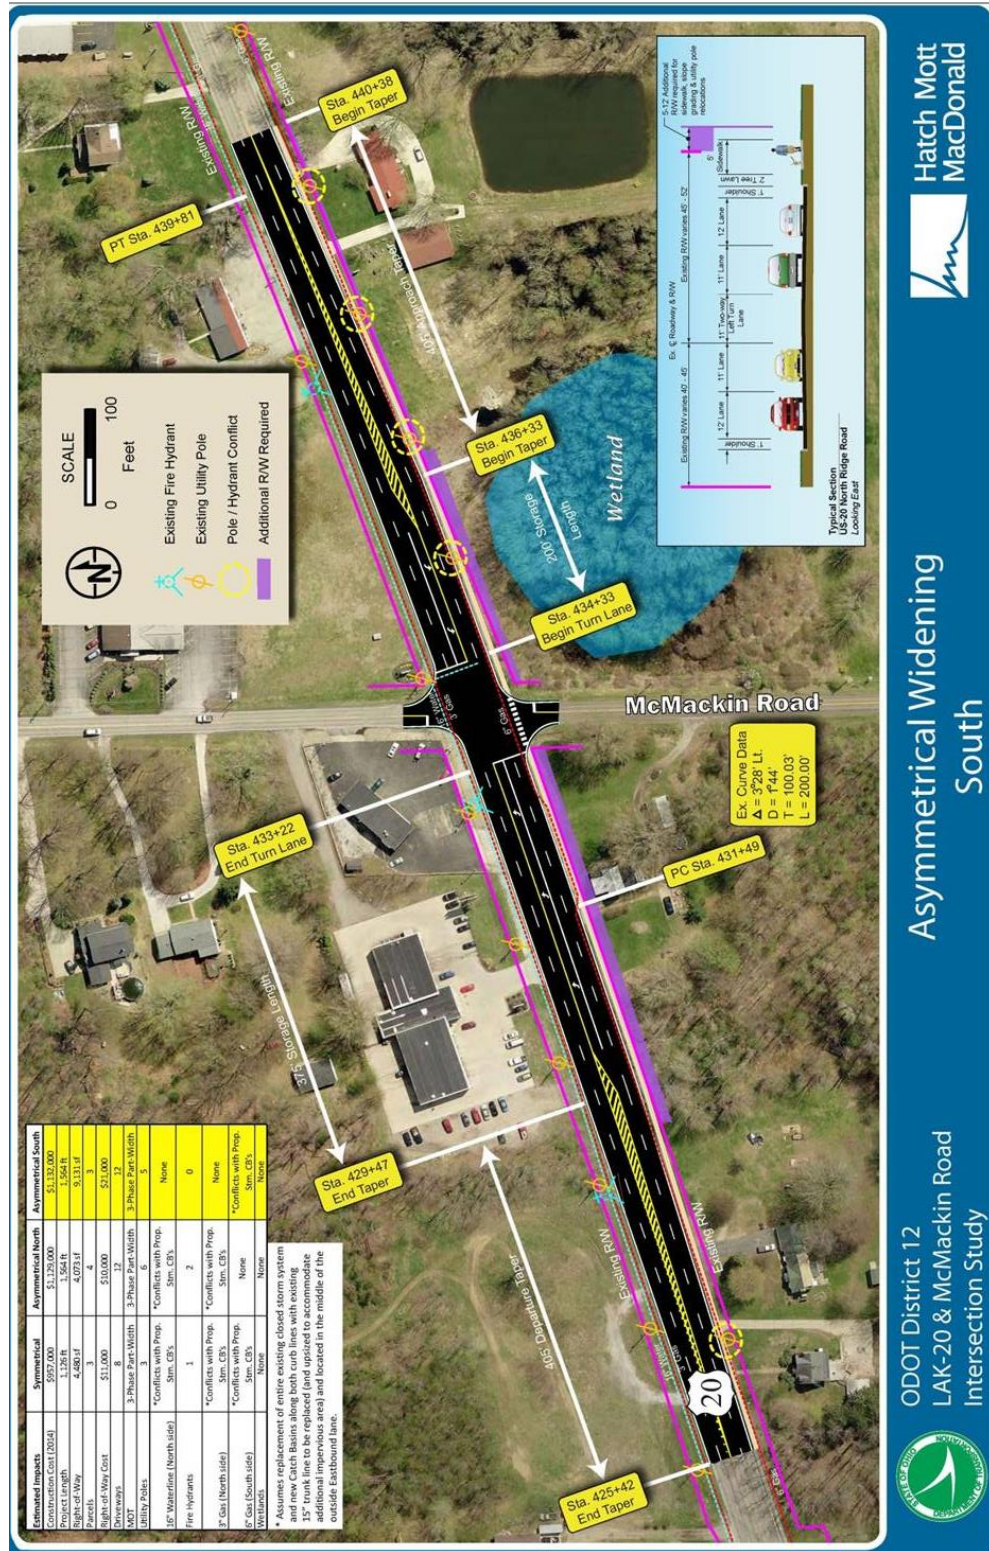 Estimated Impacts Symmetrical Asymmetrical North Asymmetrical South
Construction Cost (2014) $957,000 $1,129,000 $1,132,000
Project Length 1,126 ft 1,564 ft 1,564 ft
Right-of-Way 4,480 sf 4,073 sf 9,131 sf
Parcels 3 4 3
Right-of-Way Cost $11,000 $10,000 $21,000
Driveways 8 12 12
MOT 3-Phase Part-Width 3-Phase Part-Width 3-Phase Part-Width
Utility Poles 3 6 5
16" Waterline (North side) *Conflicts with Prop. Stm. CB's *Conflicts with Prop. Stm. CB's None
Fire Hydrants 1 2 0
3" Gas (North side) *Conflicts with Prop. Stm. CB's *Conflicts with Prop. Stm. CB's None
6" Gas (South side) *Conflicts with Prop. Stm. CB's None *Conflicts with Prop. Stm. CB's
Wetlands None None None
* Assumes replacement of entire existing closed storm system
and new Catch Basins along both curb lines with existing
15" trunk line to be replaced (and upsized to accommodate
additional impervious area) and located in the middle of the
outside Eastbound lane.
Sta. 425+42
End Taper
405' Departure Taper
Sta. 429+47
End Taper
375' Storage Length
Sta. 433+22
End Turn Lane
Existing R/W
Existing R/W
20
PC Sta. 431+49
Ex. Curve Data
Δ = 3°28' Lt.
D = 1°44'
T = 100.03'
L = 200.00'
McMackin Road
6" Gas
3" Gas
Sta. 434+33
Begin Turn Lane
200' Storage
Length
Wetland
Sta. 436+33
Begin Taper
405' Approach Taper
Sta. 440+38
Begin Taper
PT Sta. 439+81
Existing R/W
Existing R/W
N
SCALE
0 100
Feet
Existing Fire Hydrant
Existing Utility Pole
Pole / Hydrant Conflict
Additional R/W Required
5-12' Additional
R/W required for
sidewalk, slope
grading & utility pole
relocations
Ex. ℄ Roadway & R/W
Existing R/W varies 40' - 45'
Existing R/W varies 45' - 52'
1' Shoulder
12' Lane
11' Lane
11' Two-way
Left Turn
Lane
11' Lane
12' Lane
1' Shoulder
2' Tree Lawn
5'
Sidewalk
Typical Section
US-20 North Ridge Road
Looking East
STATE OF OHIO
DEPARTMENT OF TRANSPORTATION
ODOT District 12
LAK-20 & McMackin Road
Intersection Study
Asymmetrical Widening
South
Hatch Mott
MacDonald